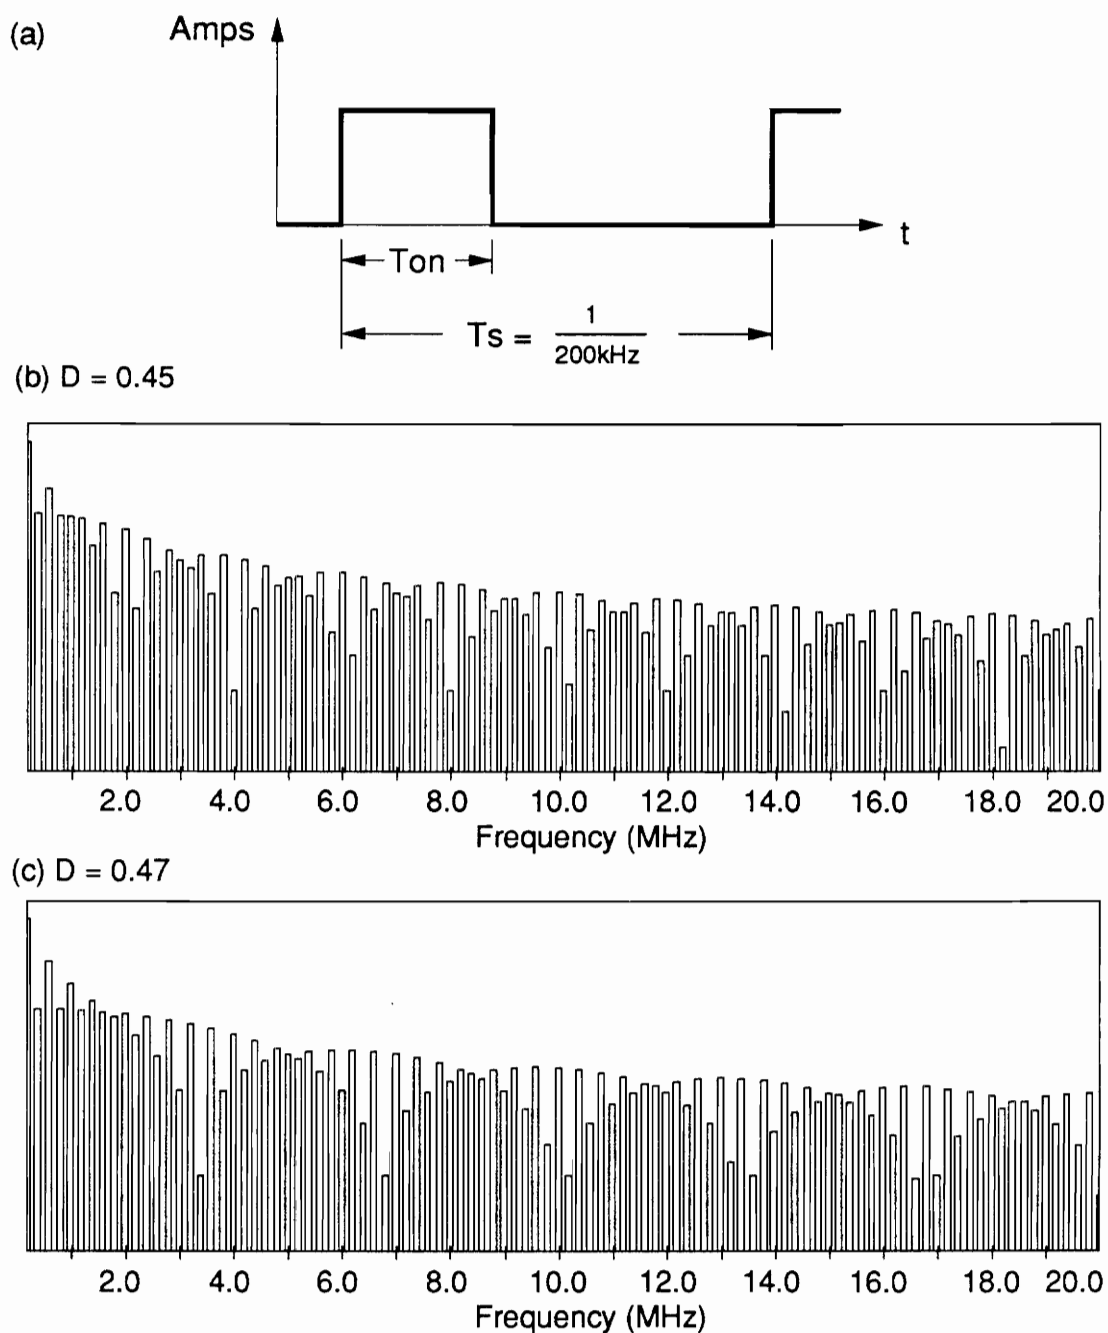 (a)
Amps
t
Ton
Ts = 1/200kHz
(b) D = 0.45
2.0 4.0 6.0 8.0 10.0 12.0 14.0 16.0 18.0 20.0
Frequency (MHz)
(c) D = 0.47
2.0 4.0 6.0 8.0 10.0 12.0 14.0 16.0 18.0 20.0
Frequency (MHz)